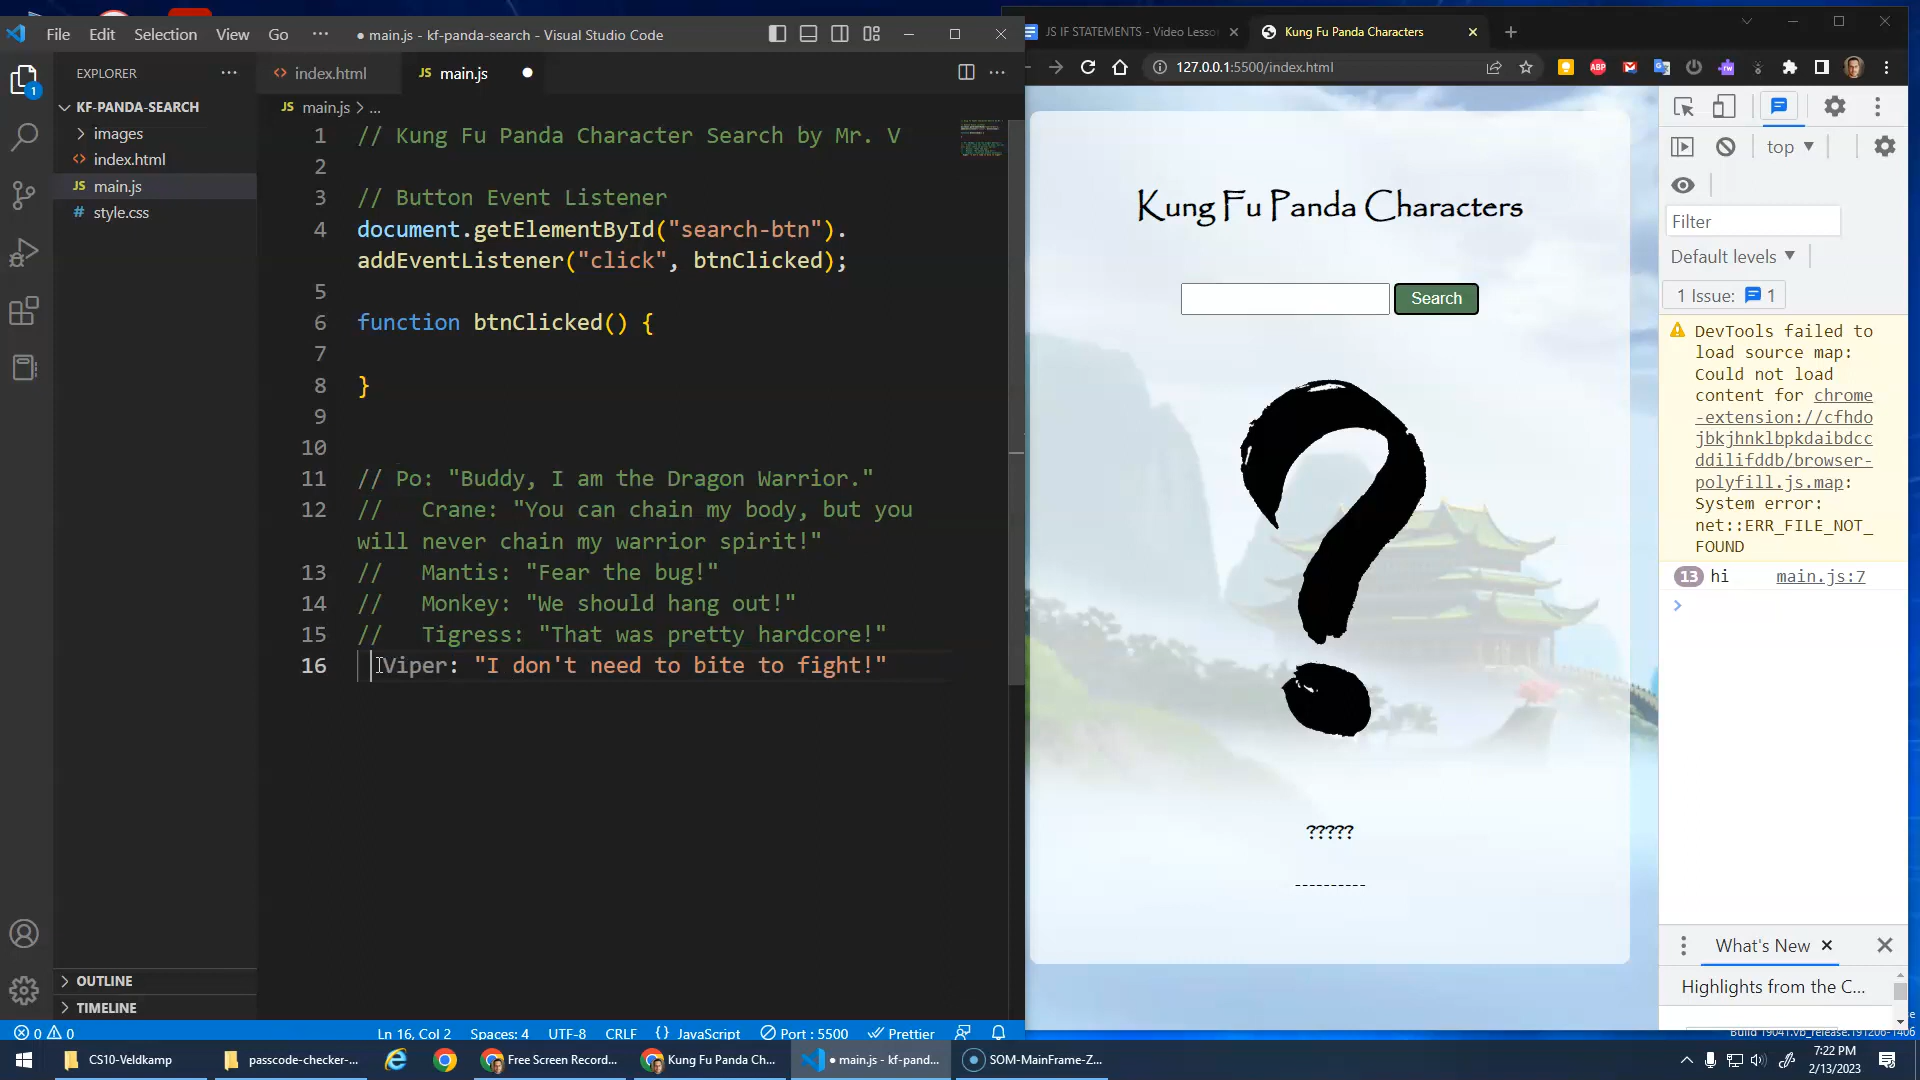 File Edit Selection View Go ··· ● main.js - kf-panda-search - Visual Studio Code
EXPLORER ···
KF-PANDA-SEARCH
images
index.html
main.js
style.css
OUTLINE
TIMELINE
index.html
JS main.js ●
JS main.js > ...
1 // Kung Fu Panda Character Search by Mr. V
2
3 // Button Event Listener
4 document.getElementById("search-btn").
addEventListener("click", btnClicked);
5
6 function btnClicked() {
7
8 }
9
10
11 // Po: "Buddy, I am the Dragon Warrior."
12 //   Crane: "You can chain my body, but you
will never chain my warrior spirit!"
13 //   Mantis: "Fear the bug!"
14 //   Monkey: "We should hang out!"
15 //   Tigress: "That was pretty hardcore!"
16 Viper: "I don't need to bite to fight!"
0 0 Ln 16, Col 2 Spaces: 4 UTF-8 CRLF {} JavaScript Port : 5500 Prettier
JS IF STATEMENTS - Video Lesso
Kung Fu Panda Characters
127.0.0.1:5500/index.html
Kung Fu Panda Characters
Search
?
?????
----------
top
Filter
Default levels
1 Issue: 1
DevTools failed to
load source map:
Could not load
content for chrome
-extension://cfhdo
jbkjhnklbpkdaibdcc
ddilifddb/browser-
polyfill.js.map:
System error:
net::ERR_FILE_NOT_
FOUND
13 hi main.js:7
What's New
Highlights from the C...
Build 19041.vb_release.191206-1406
CS10-Veldkamp
passcode-checker-...
Free Screen Record...
Kung Fu Panda Ch...
● main.js - kf-pand...
SOM-MainFrame-Z...
7:22 PM
2/13/2023